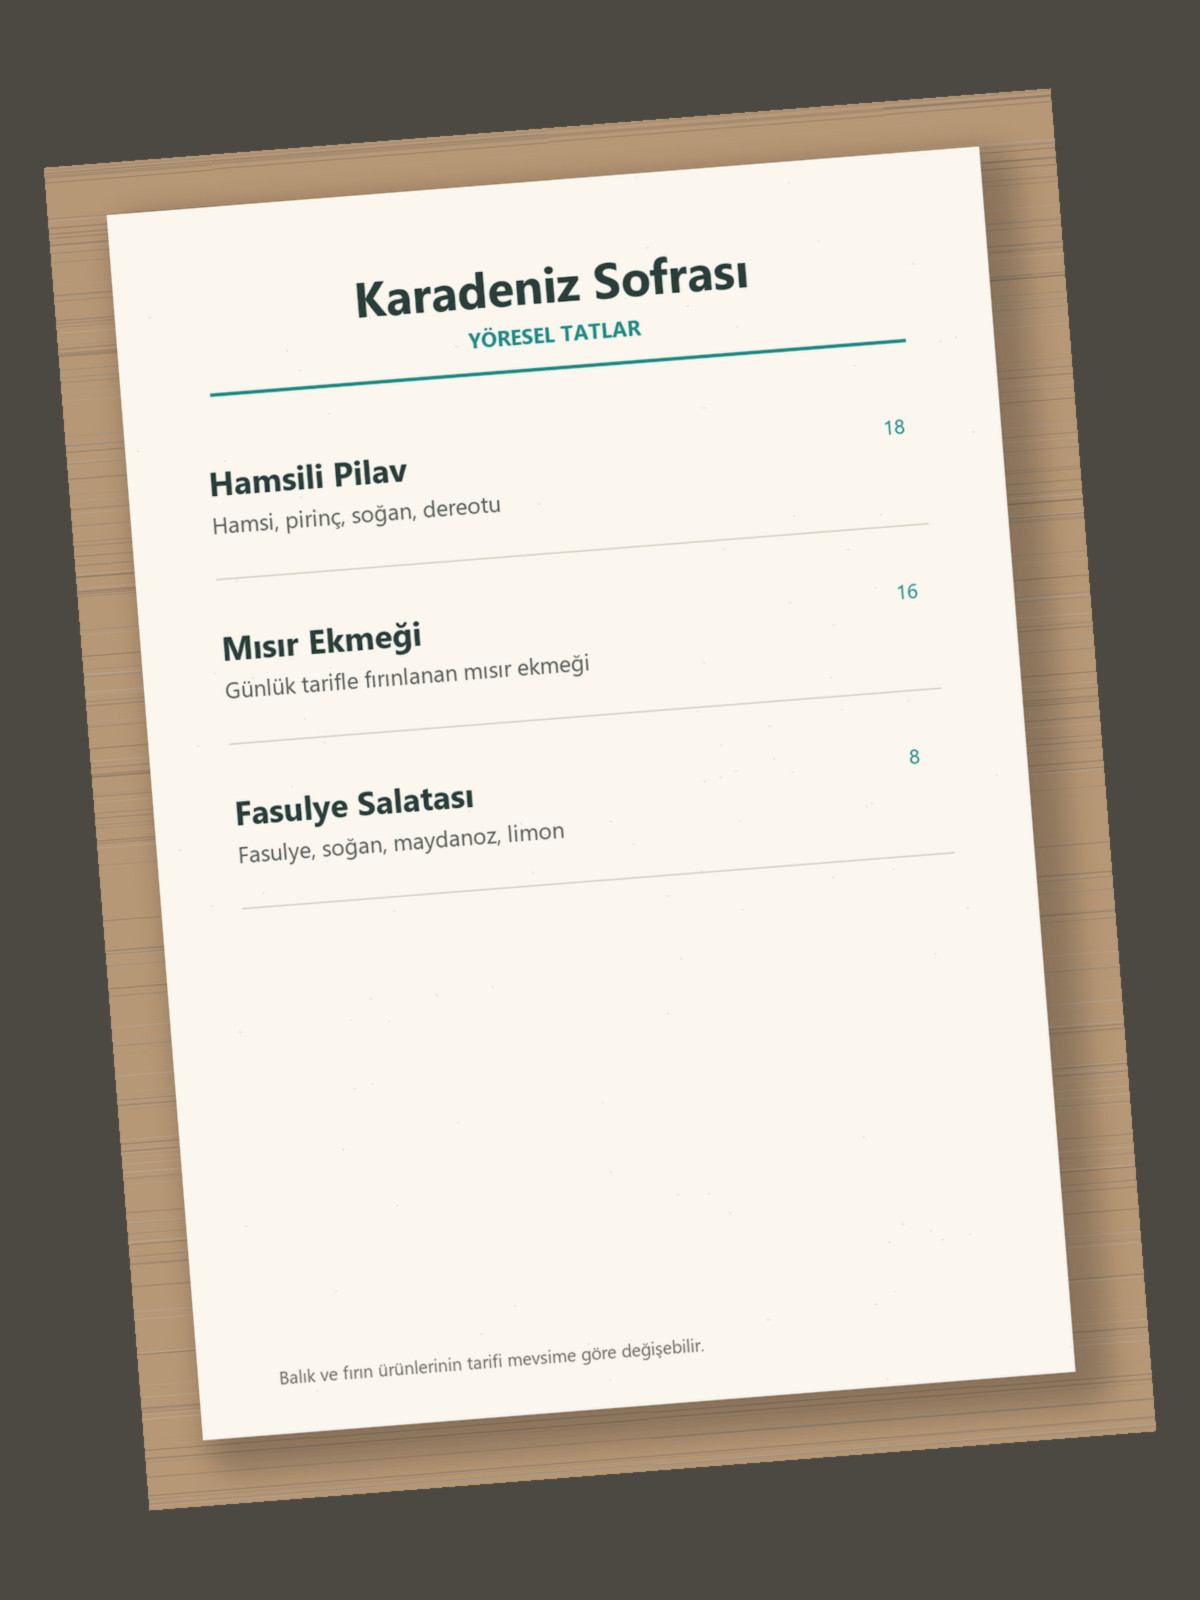 Karadeniz Sofrası
YÖRESEL TATLAR
18
Hamsili Pilav
Hamsi, pirinç, soğan, dereotu
16
Mısır Ekmeği
Günlük tarifle fırınlanan mısır ekmeği
8
Fasulye Salatası
Fasulye, soğan, maydanoz, limon
Balık ve fırın ürünlerinin tarifi mevsime göre değişebilir.